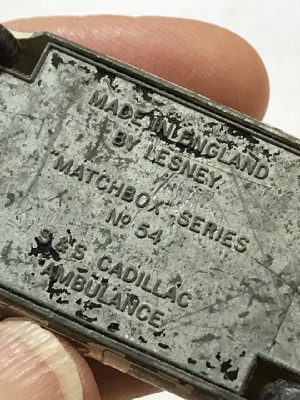 MADE IN ENGLAND
BY LESNEY.
"MATCHBOX" SERIES
No 54
S & S CADILLAC
AMBULANCE.